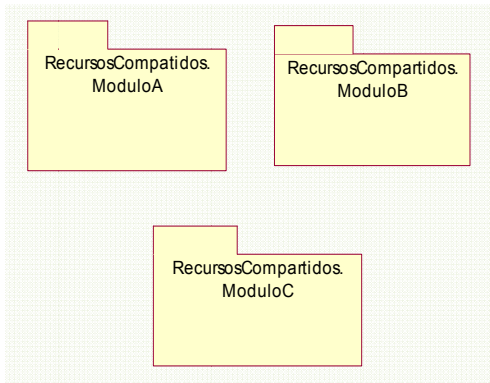 RecursosCompatidos.
ModuloA
RecursosCompartidos.
ModuloB
RecursosCompartidos.
ModuloC